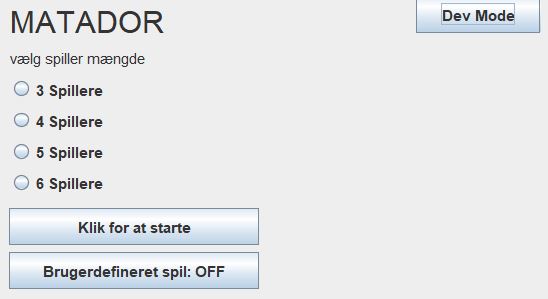 MATADOR
Dev Mode
vælg spiller mængde
3 Spillere
4 Spillere
5 Spillere
6 Spillere
Klik for at starte
Brugerdefineret spil: OFF